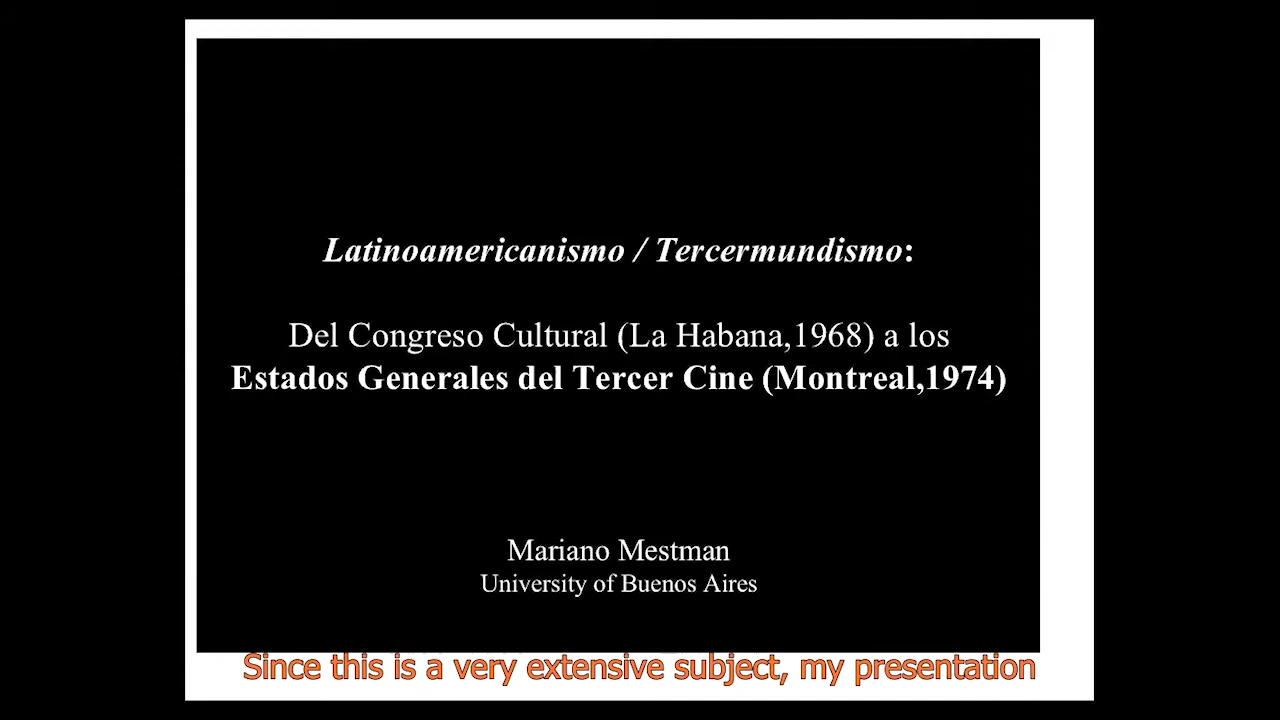 Latinoamericanismo / Tercermundismo:
Del Congreso Cultural (La Habana,1968) a los
Estados Generales del Tercer Cine (Montreal,1974)
Mariano Mestman
University of Buenos Aires
Since this is a very extensive subject, my presentation